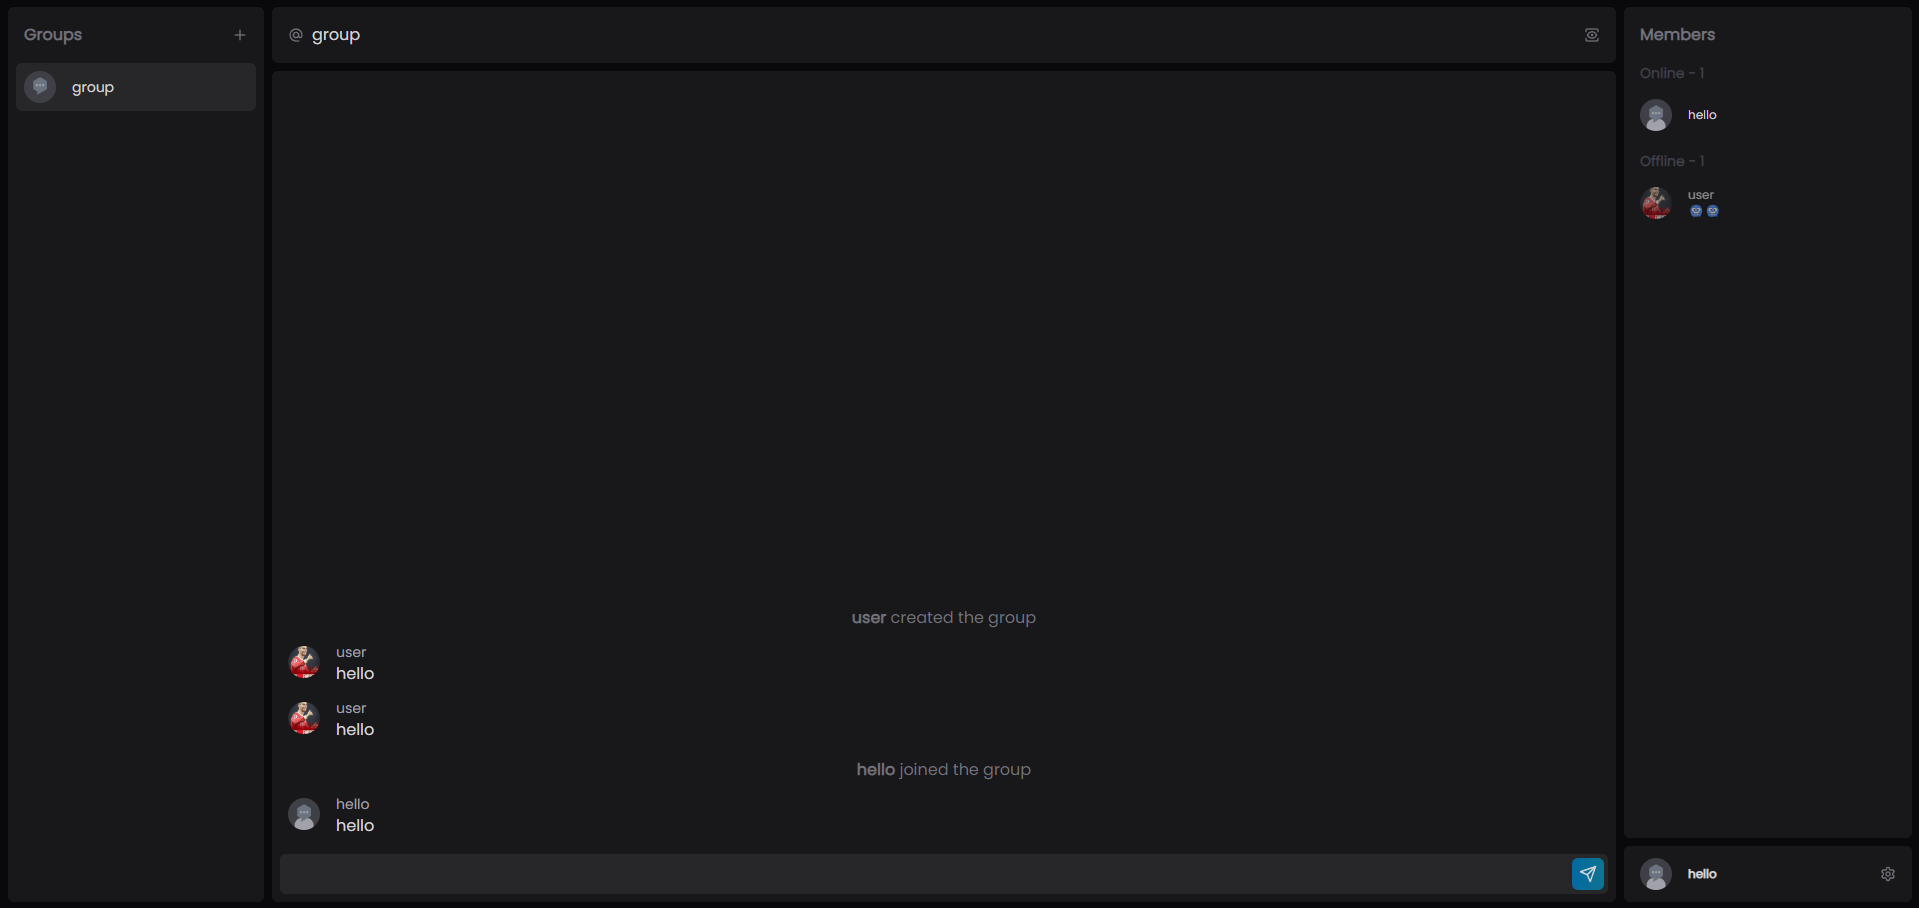 Groups
group
@ group
user created the group
user
hello
user
hello
hello joined the group
hello
hello
Members
Online - 1
hello
Offline - 1
user
hello